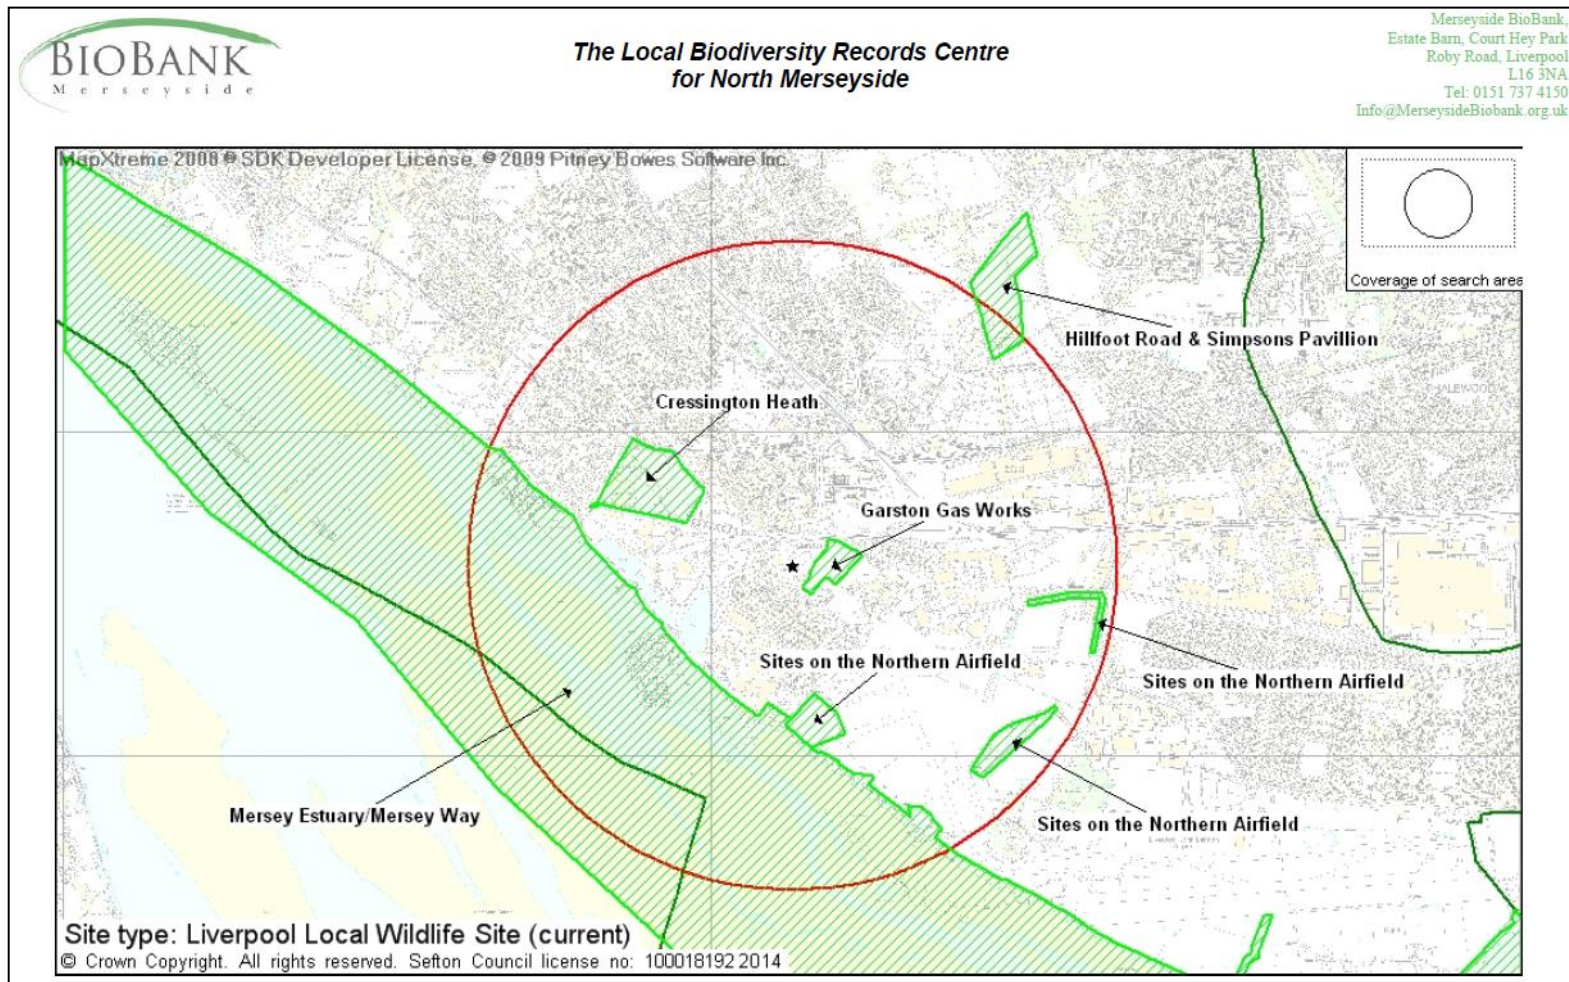 BIOBANK
Merseyside
The Local Biodiversity Records Centre
for North Merseyside
Merseyside BioBank,
Estate Barn, Court Hey Park
Roby Road, Liverpool
L16 3NA
Tel: 0151 737 4150
Info@MerseysideBiobank.org.uk
MapXtreme 2008 ® SDK Developer License, © 2009 Pitney Bowes Software Inc.
Coverage of search area
Hillfoot Road & Simpsons Pavillion
HALEWOOD
Cressington Heath
Garston Gas Works
Sites on the Northern Airfield
Sites on the Northern Airfield
Mersey Estuary/Mersey Way
Sites on the Northern Airfield
Site type: Liverpool Local Wildlife Site (current)
© Crown Copyright. All rights reserved. Sefton Council license no: 100018192 2014